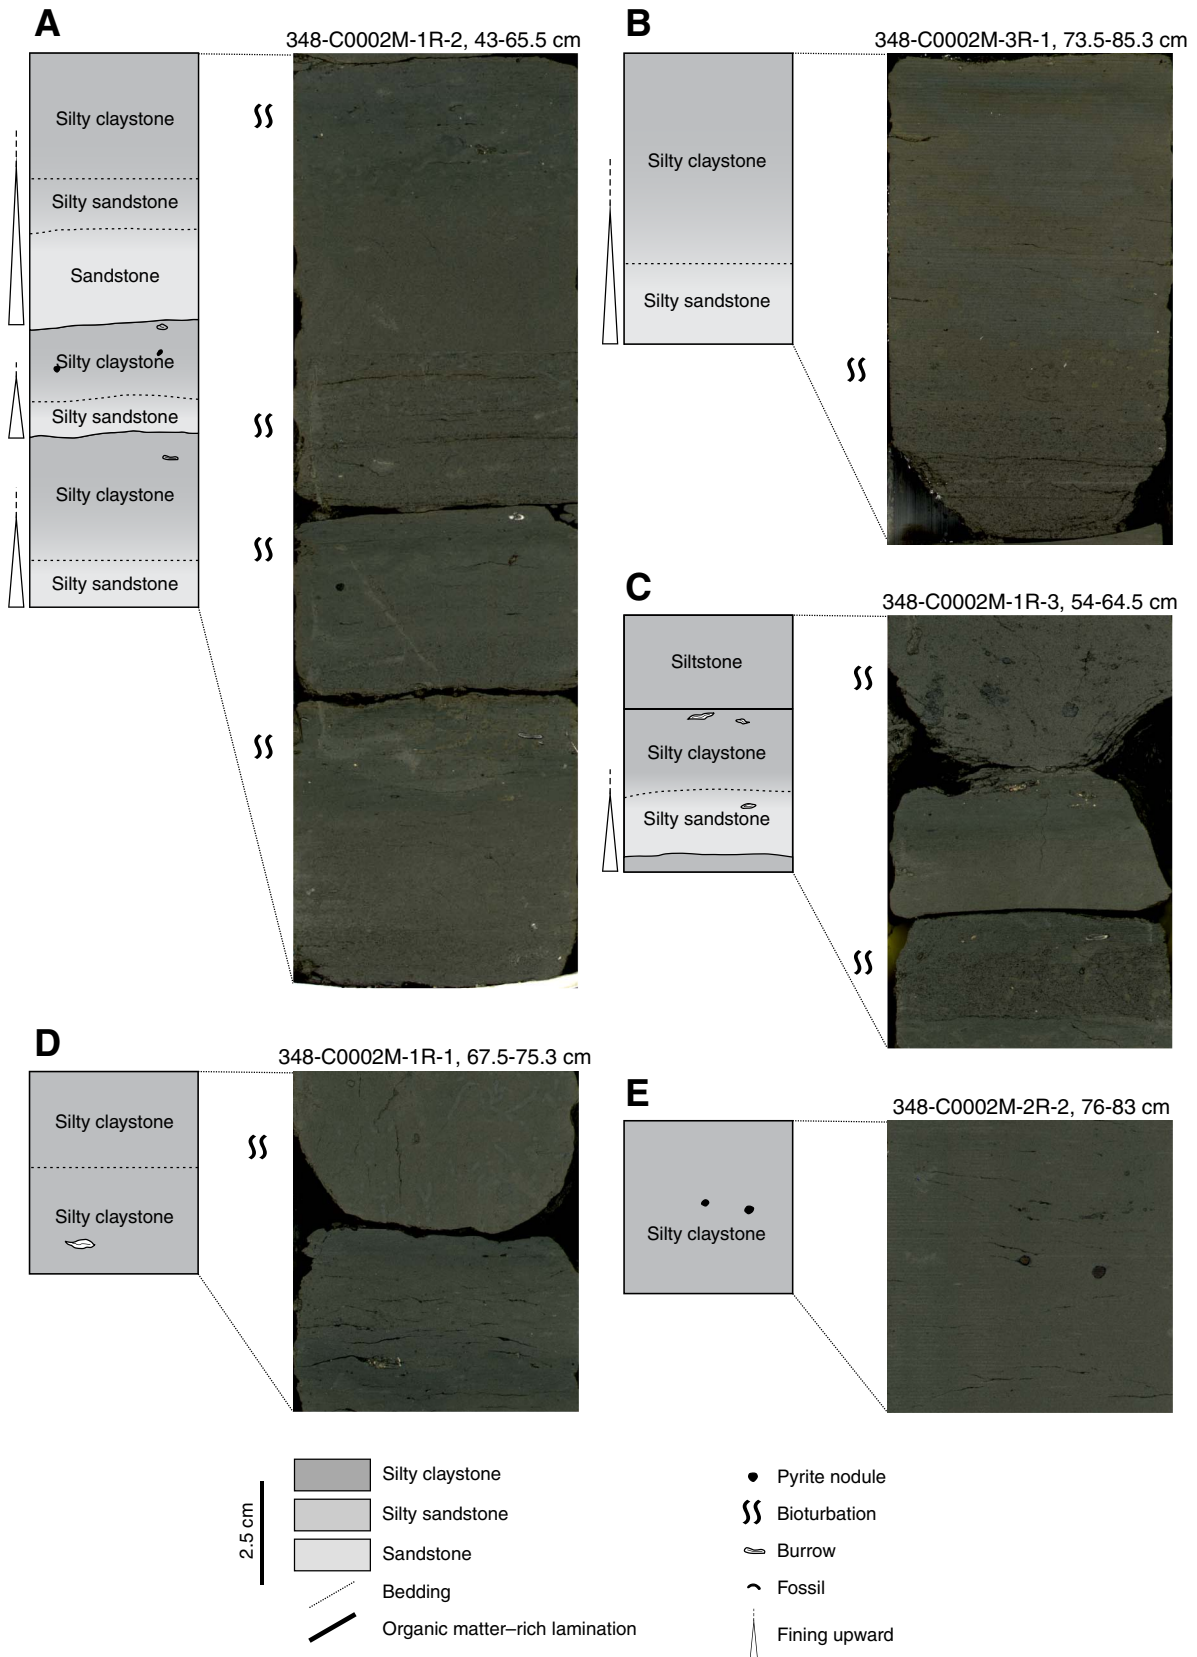 A
348-C0002M-1R-2, 43-65.5 cm
Silty claystone
Silty sandstone
Sandstone
Silty claystone
Silty sandstone
Silty claystone
Silty sandstone
B
348-C0002M-3R-1, 73.5-85.3 cm
Silty claystone
Silty sandstone
C
348-C0002M-1R-3, 54-64.5 cm
Siltstone
Silty claystone
Silty sandstone
D
348-C0002M-1R-1, 67.5-75.3 cm
Silty claystone
Silty claystone
E
348-C0002M-2R-2, 76-83 cm
Silty claystone
2.5 cm
Silty claystone
Silty sandstone
Sandstone
Bedding
Organic matter–rich lamination
Pyrite nodule
Bioturbation
Burrow
Fossil
Fining upward